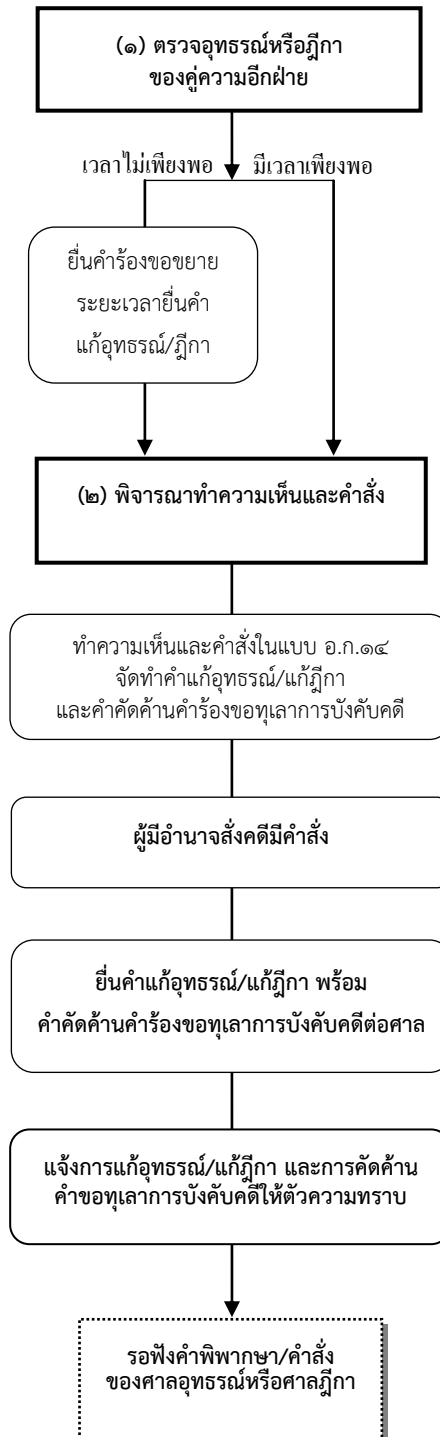 (๑) ตรวจอุทธรณ์หรือฎีกา
ของคู่ความอีกฝ่าย
เวลาไม่เพียงพอ
มีเวลาเพียงพอ
ยื่นคำร้องขอขยาย
ระยะเวลายื่นคำ
แก้อุทธรณ์/ฎีกา
(๒) พิจารณาทำความเห็นและคำสั่ง
ทำความเห็นและคำสั่งในแบบ อ.ก.๑๔
จัดทำคำแก้อุทธรณ์/แก้ฎีกา
และคำคัดค้านคำร้องขอทุเลาการบังคับคดี
ผู้มีอำนาจสั่งคดีมีคำสั่ง
ยื่นคำแก้อุทธรณ์/แก้ฎีกา พร้อม
คำคัดค้านคำร้องขอทุเลาการบังคับคดีต่อศาล
แจ้งการแก้อุทธรณ์/แก้ฎีกา และการคัดค้าน
คำขอทุเลาการบังคับคดีให้ตัวความทราบ
รอฟังคำพิพากษา/คำสั่ง
ของศาลอุทธรณ์หรือศาลฎีกา